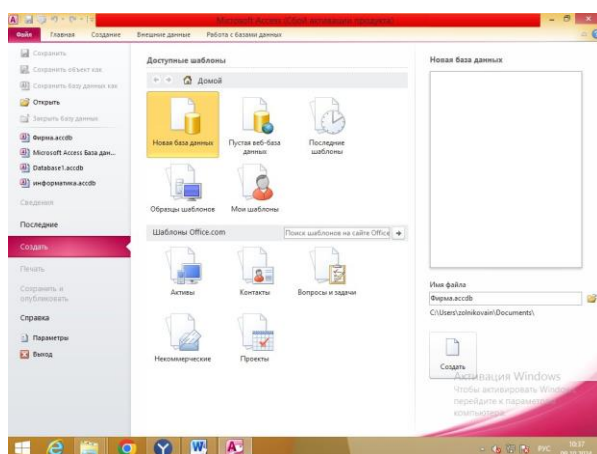 Microsoft Access (Сбой активации продукта)
Файл Главная Создание Внешние данные Работа с базами данных
Сохранить
Сохранить объект как
Сохранить базу данных как
Открыть
Закрыть базу данных
Фирма.accdb
Microsoft Access База дан...
Database1.accdb
информатика.accdb
Сведения
Последние
Создать
Печать
Сохранить и
опубликовать
Справка
Параметры
Выход
Доступные шаблоны
Домой
Новая база данных
Пустая веб-база
данных
Последние
шаблоны
Образцы шаблонов
Мои шаблоны
Шаблоны Office.com
Поиск шаблонов на сайте Office
Активы
Контакты
Вопросы и задачи
Некоммерческие
Проекты
Новая база данных
Имя файла
Фирма.accdb
C:\Users\zolnikovain\Documents\
Создать
Активация Windows
Чтобы активировать Windows
перейдите к параметрам
компьютера.
РУС
10:37
09.10.2024